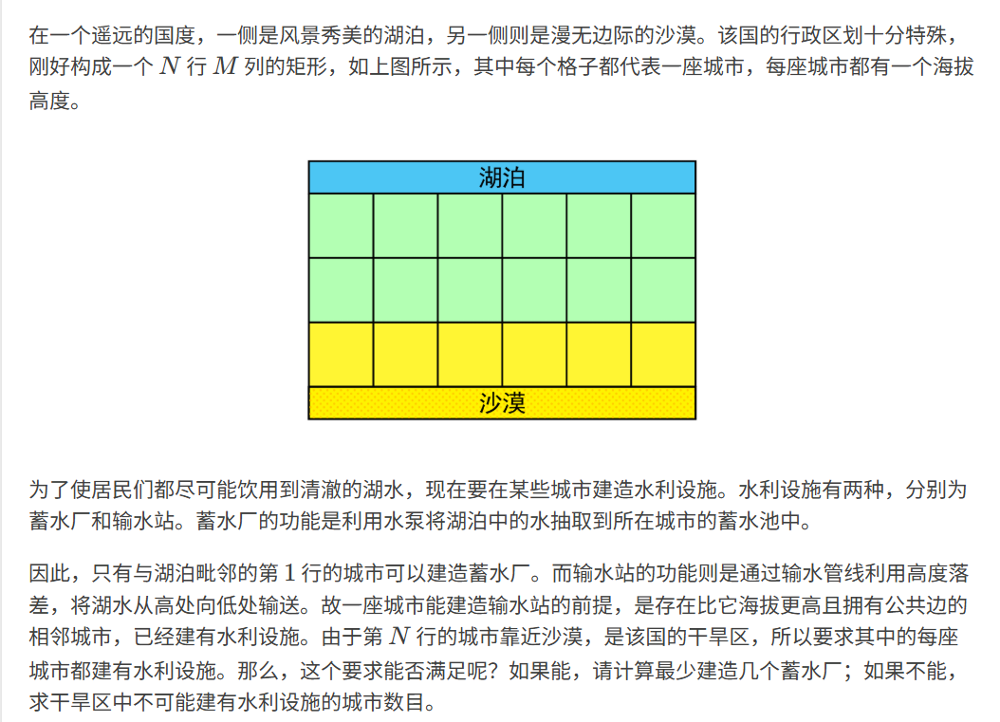 在一个遥远的国度，一侧是风景秀美的湖泊，另一侧则是漫无边际的沙漠。该国的行政区划十分特殊，
刚好构成一个 N 行 M 列的矩形，如上图所示，其中每个格子都代表一座城市，每座城市都有一个海拔
高度。
湖泊
沙漠
为了使居民们都尽可能饮用到清澈的湖水，现在要在某些城市建造水利设施。水利设施有两种，分别为
蓄水厂和输水站。蓄水厂的功能是利用水泵将湖泊中的水抽取到所在城市的蓄水池中。
因此，只有与湖泊毗邻的第 1 行的城市可以建造蓄水厂。而输水站的功能则是通过输水管线利用高度落
差，将湖水从高处向低处输送。故一座城市能建造输水站的前提，是存在比它海拔更高且拥有公共边的
相邻城市，已经建有水利设施。由于第 N 行的城市靠近沙漠，是该国的干旱区，所以要求其中的每座
城市都建有水利设施。那么，这个要求能否满足呢？如果能，请计算最少建造几个蓄水厂；如果不能，
求干旱区中不可能建有水利设施的城市数目。